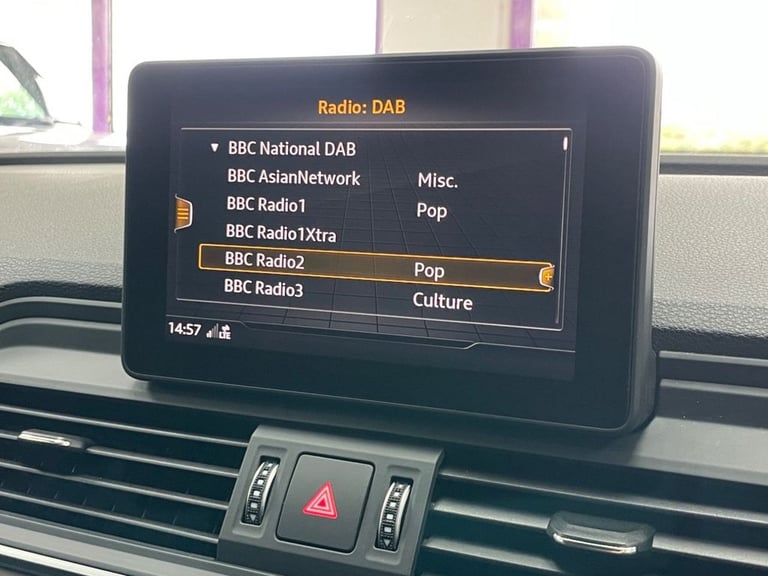 Radio: DAB
▼ BBC National DAB
BBC AsianNetwork Misc.
BBC Radio1 Pop
BBC Radio1Xtra
BBC Radio2 Pop
BBC Radio3 Culture
14:57 LTE